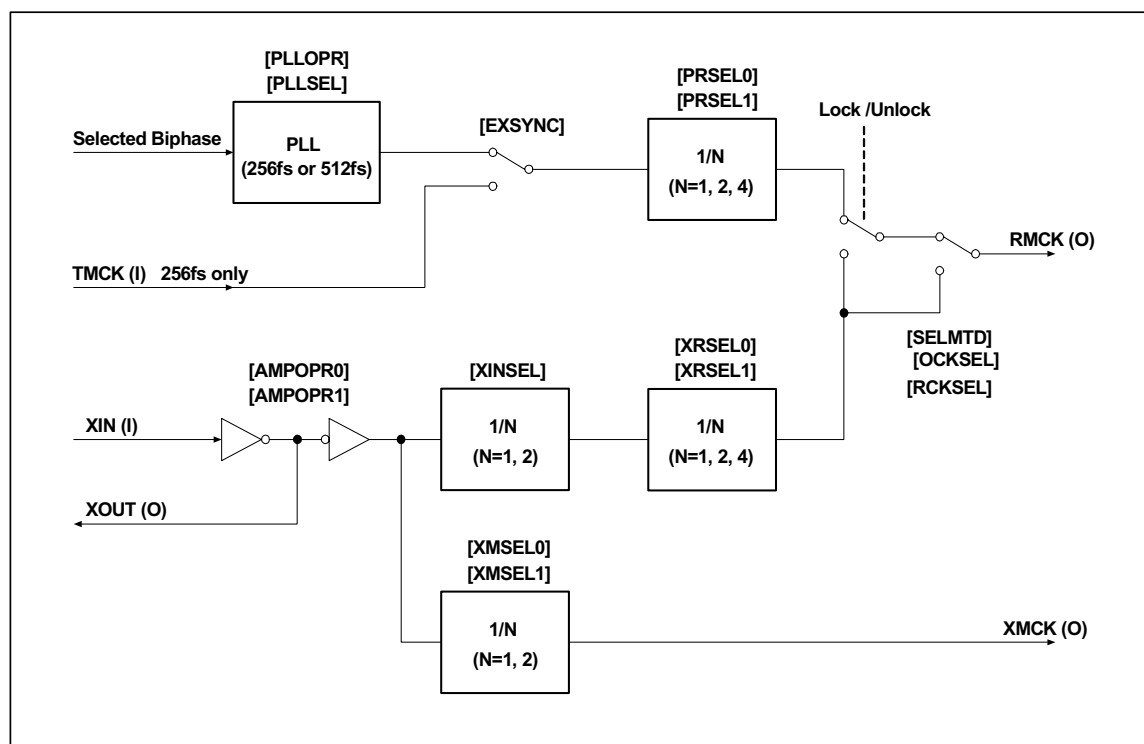 [PLLOPR]
[PLLSEL]
[PRSEL0]
[PRSEL1]
Lock /Unlock
[EXSYNC]
Selected Biphase
PLL
(256fs or 512fs)
1/N
(N=1, 2, 4)
RMCK (O)
TMCK (I) 256fs only
[SELMTD]
[OCKSEL]
[RCKSEL]
[AMPOPR0]
[AMPOPR1]
[XINSEL]
[XRSEL0]
[XRSEL1]
XIN (I)
1/N
(N=1, 2)
1/N
(N=1, 2, 4)
XOUT (O)
[XMSEL0]
[XMSEL1]
1/N
(N=1, 2)
XMCK (O)